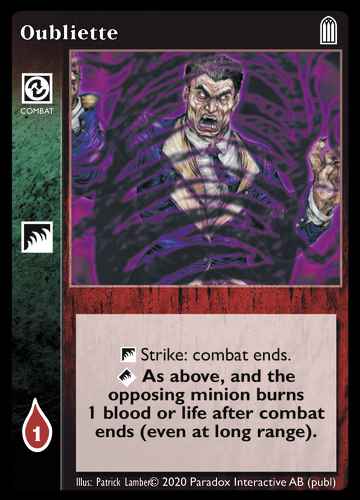 Oubliette
COMBAT
Strike: combat ends.
As above, and the
opposing minion burns
1 blood or life after combat
ends (even at long range).
1
Illus: Patrick Lamber© 2020 Paradox Interactive AB (publ)